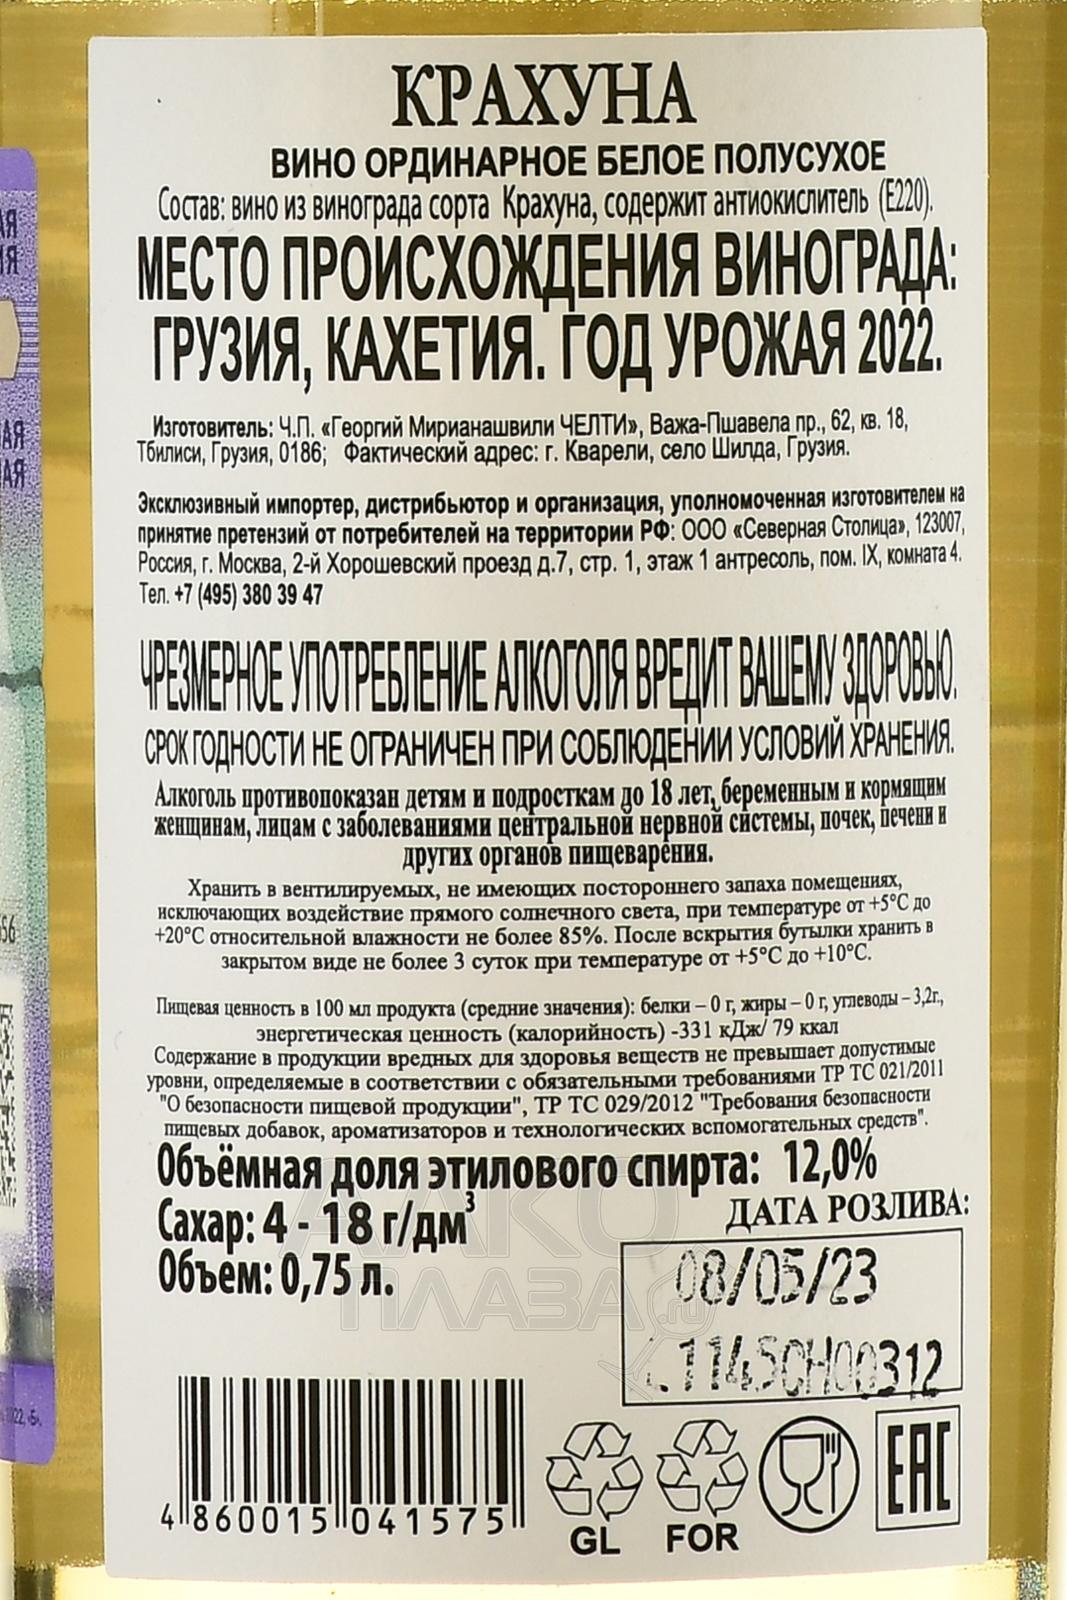 КРАХУНА
ВИНО ОРДИНАРНОЕ БЕЛОЕ ПОЛУСУХОЕ
Состав: вино из винограда сорта Крахуна, содержит антиокислитель (Е220).
МЕСТО ПРОИСХОЖДЕНИЯ ВИНОГРАДА:
ГРУЗИЯ, КАХЕТИЯ. ГОД УРОЖАЯ 2022.
Изготовитель: Ч.П. «Георгий Мирианашвили ЧЕЛТИ», Важа-Пшавела пр., 62, кв. 18,
Тбилиси, Грузия, 0186; Фактический адрес: г. Кварели, село Шилда, Грузия.
Эксклюзивный импортер, дистрибьютор и организация, уполномоченная изготовителем на
принятие претензий от потребителей на территории РФ: ООО «Северная Столица», 123007,
Россия, г. Москва, 2-й Хорошевский проезд д.7, стр. 1, этаж 1 антресоль, пом. IX, комната 4.
Тел. +7 (495) 380 39 47
ЧРЕЗМЕРНОЕ УПОТРЕБЛЕНИЕ АЛКОГОЛЯ ВРЕДИТ ВАШЕМУ ЗДОРОВЬЮ.
СРОК ГОДНОСТИ НЕ ОГРАНИЧЕН ПРИ СОБЛЮДЕНИИ УСЛОВИЙ ХРАНЕНИЯ.
Алкоголь противопоказан детям и подросткам до 18 лет, беременным и кормящим
женщинам, лицам с заболеваниями центральной нервной системы, почек, печени и
других органов пищеварения.
Хранить в вентилируемых, не имеющих постороннего запаха помещениях,
исключающих воздействие прямого солнечного света, при температуре от +5°С до
+20°С относительной влажности не более 85%. После вскрытия бутылки хранить в
закрытом виде не более 3 суток при температуре от +5°С до +10°С.
Пищевая ценность в 100 мл продукта (средние значения): белки – 0 г, жиры – 0 г, углеводы – 3,2г.,
энергетическая ценность (калорийность) -331 кДж/ 79 ккал
Содержание в продукции вредных для здоровья веществ не превышает допустимые
уровни, определяемые в соответствии с обязательными требованиями ТР ТС 021/2011
"О безопасности пищевой продукции", ТР ТС 029/2012 "Требования безопасности
пищевых добавок, ароматизаторов и технологических вспомогательных средств".
Объёмная доля этилового спирта: 12,0%
Сахар: 4 - 18 г/дм³
Объем: 0,75 л.
ДАТА РОЗЛИВА:
08/05/23
L1145CH00312
4 860015 041575
GL
FOR
EAC
АЛКО
ПЛАЗА.ru